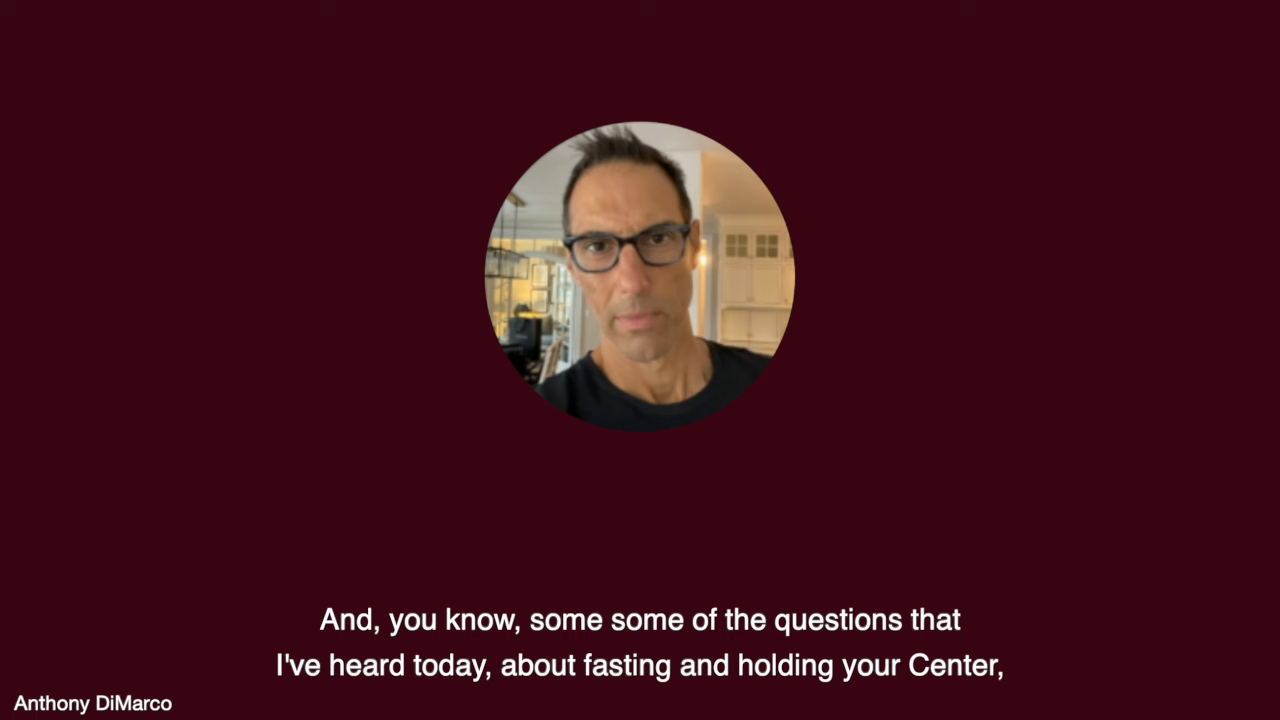 And, you know, some some of the questions that
I've heard today, about fasting and holding your Center,
Anthony DiMarco